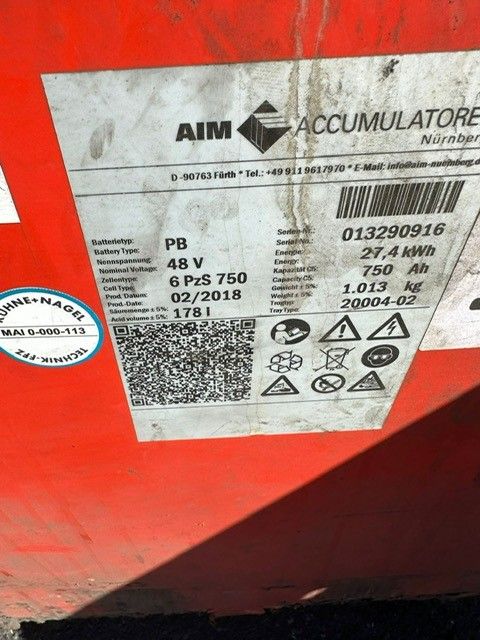 AIM ACCUMULATORE
Nürnber
D -90763 Fürth * Tel.: +49 911 9617970 * E-Mail: info@aim-nuernberg.d
Batterietyp:
Battery Type: PB
Nennspannung:
Nominal Voltage: 48 V
Zellentype:
Cell Type 6 PzS 750
Prod. Datum:
Prod.-Date: 02/2018
Säuremenge ± 5%:
Acid volume ± 5%: 178 l
Serien-Nr.:
Serial No.: 013290916
Energie:
Energy: 27,4 kWh
Kapazität C5:
Capacity C5: 750 Ah
Gewicht ± 5%:
Weight ± 5%: 1.013 kg
Trogtyp:
Tray Type: 20004-02
KÜHNE+NAGEL
MAI 0-000-113
TECHNIK-FFZ